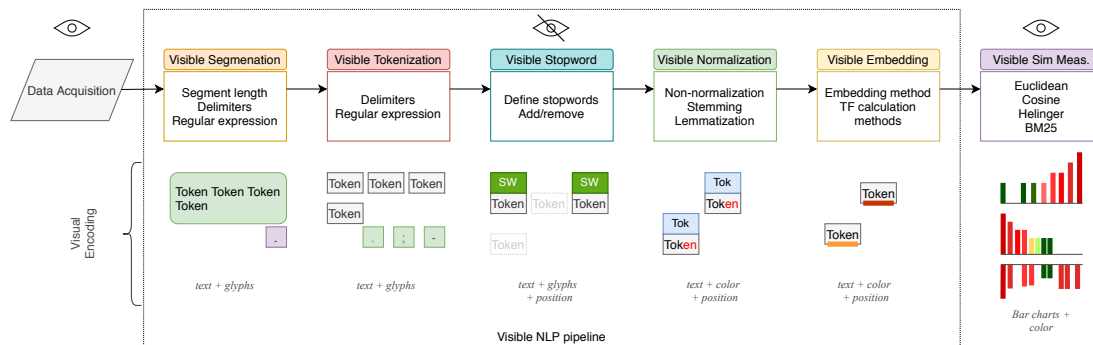 Visible Segmenation
Visible Tokenization
Visible Stopword
Visible Normalization
Visible Embedding
Visible Sim Meas.
Data Acquisition
Segment length
Delimiters
Regular expression
Delimiters
Regular expression
Define stopwords
Add/remove
Non-normalization
Stemming
Lemmatization
Embedding method
TF calculation
methods
Euclidean
Cosine
Helinger
BM25
Visual
Encoding
Token Token Token
Token
.
Token Token Token
Token
. ; -
SW SW
Token Token Token
Token
Tok
Token
Tok
Token
Token
Token
text + glyphs
text + glyphs
text + glyphs
+ position
text + color
+ position
text + color
+ position
Bar charts +
color
Visible NLP pipeline